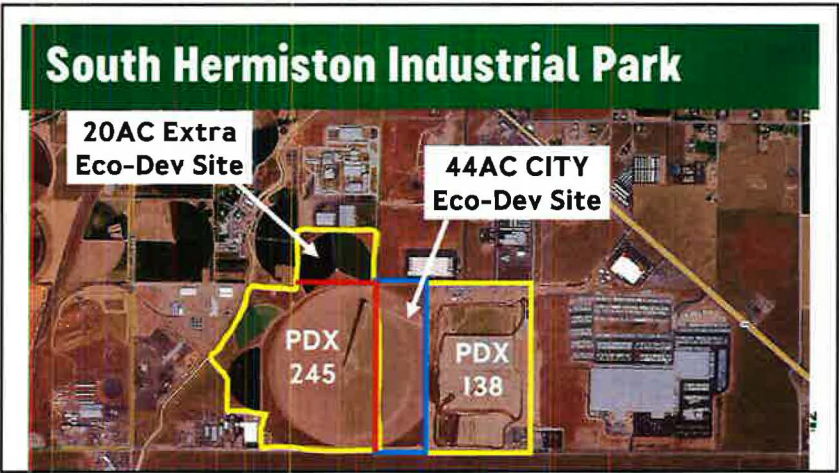 South Hermiston Industrial Park
20AC Extra
Eco-Dev Site
44AC CITY
Eco-Dev Site
PDX
245
PDX
138